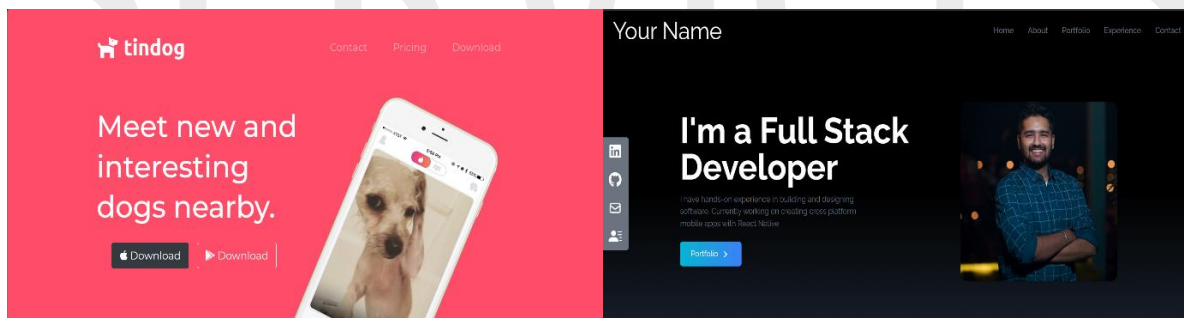 tindog
Contact Pricing Download
Meet new and
interesting
dogs nearby.
Download Download
Your Name
Home About Portfolio Experience Contact
I'm a Full Stack
Developer
I have hands-on experience in building and designing
software. Currently working on creating cross platform
mobile apps with React Native
Portfolio